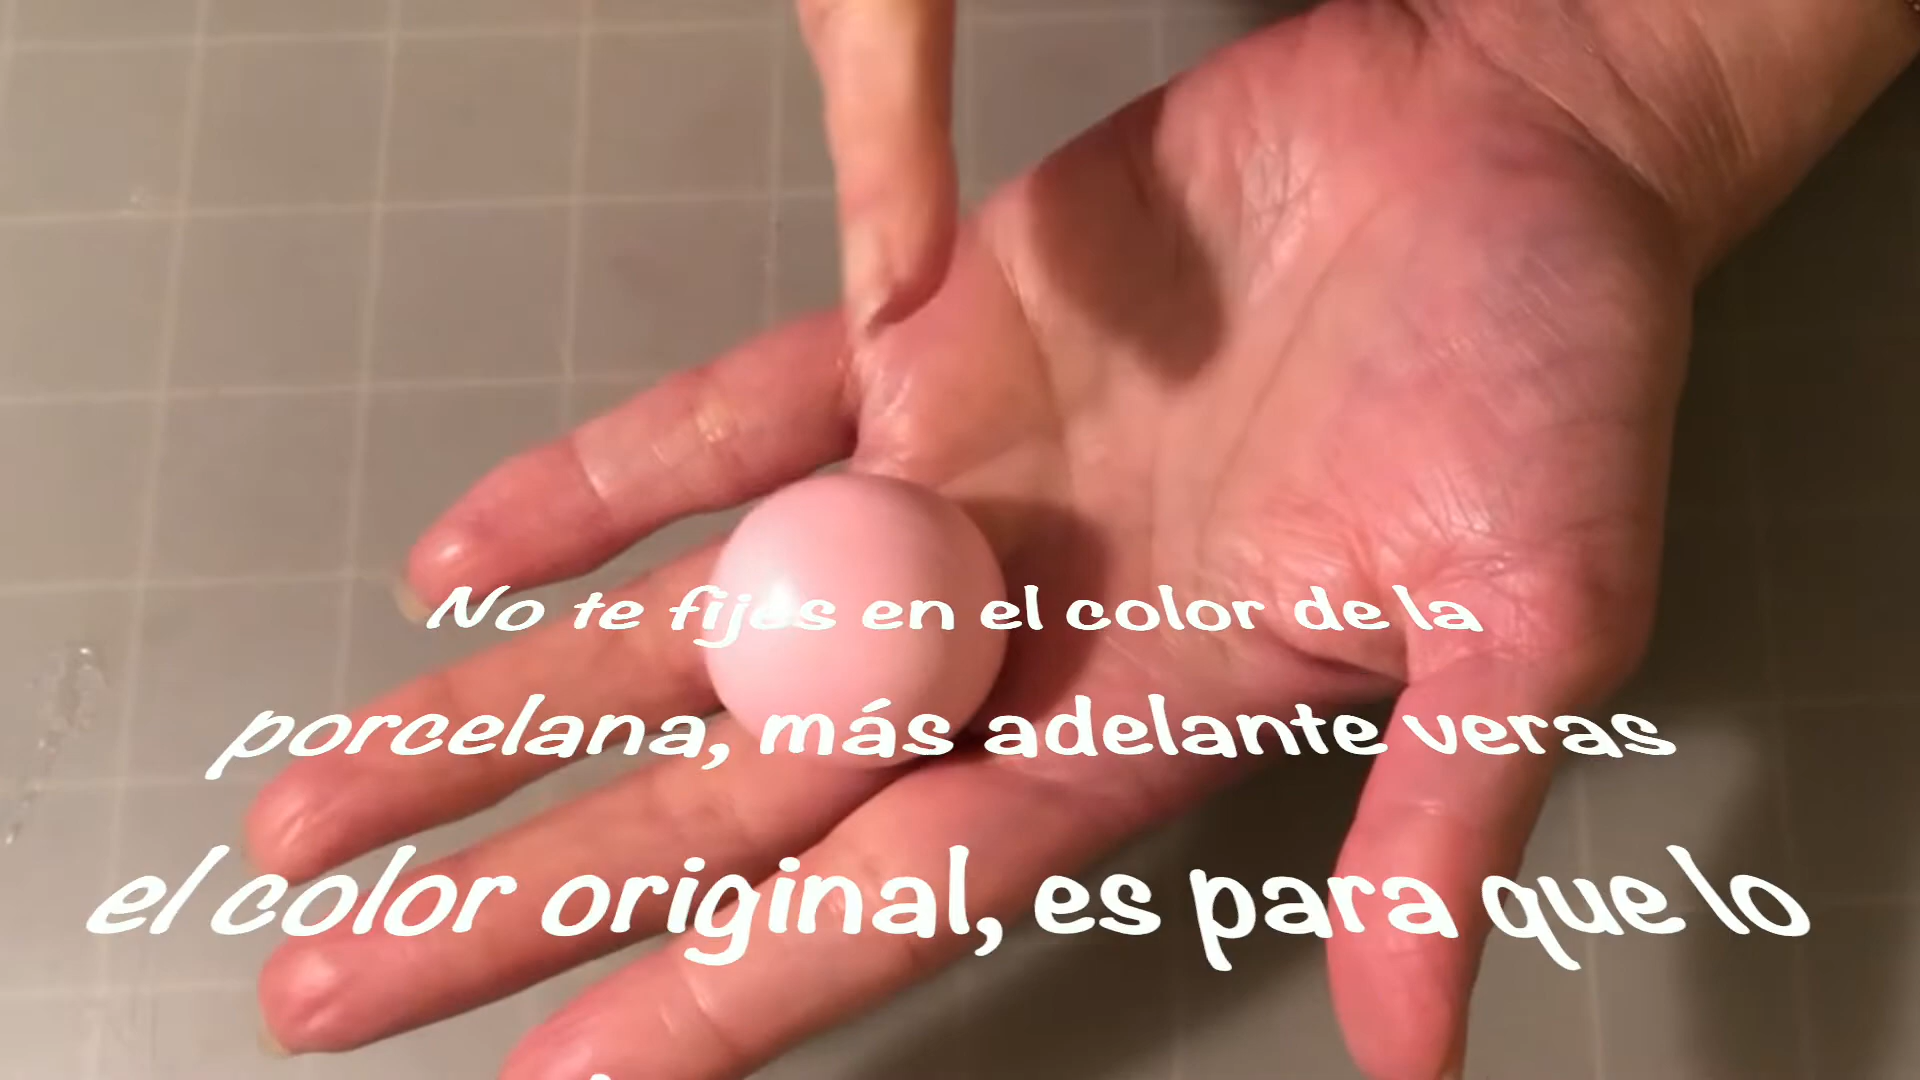 No te fijes en el color de la
porcelana, más adelante veras
el color original, es para que lo